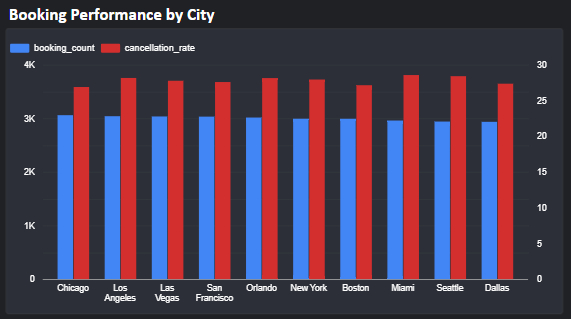 Booking Performance by City
booking_count cancellation_rate
4K 30
25
3K
20
2K 15
10
1K
5
0 0
Chicago Los Las San Orlando New York Boston Miami Seattle Dallas
Angeles Vegas Francisco